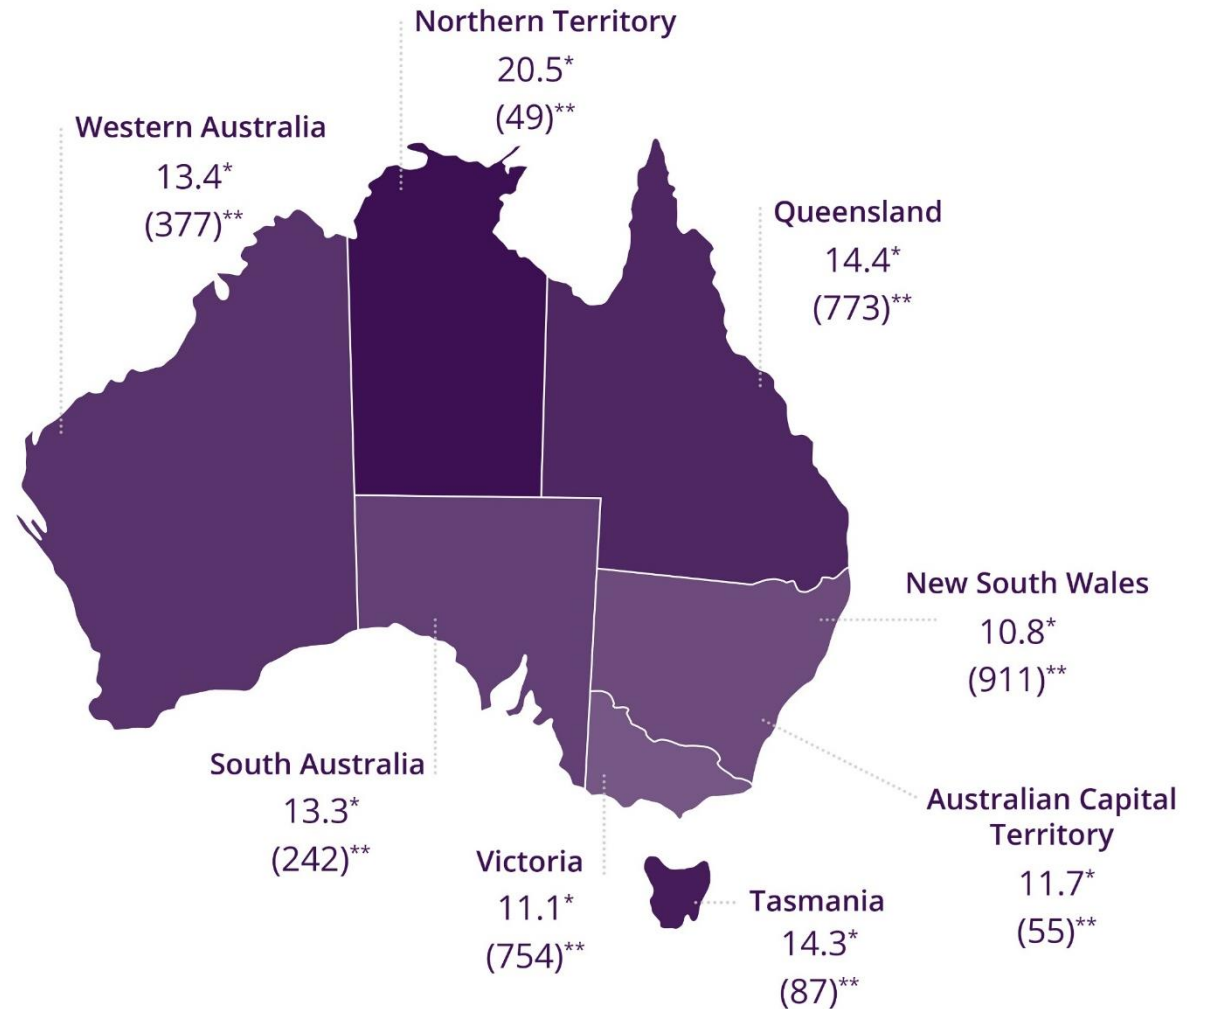 Northern Territory
20.5*
(49)**
Western Australia
13.4*
(377)**
Queensland
14.4*
(773)**
New South Wales
10.8*
(911)**
South Australia
13.3*
(242)**
Australian Capital
Territory
11.7*
(55)**
Victoria
11.1*
(754)**
Tasmania
14.3*
(87)**